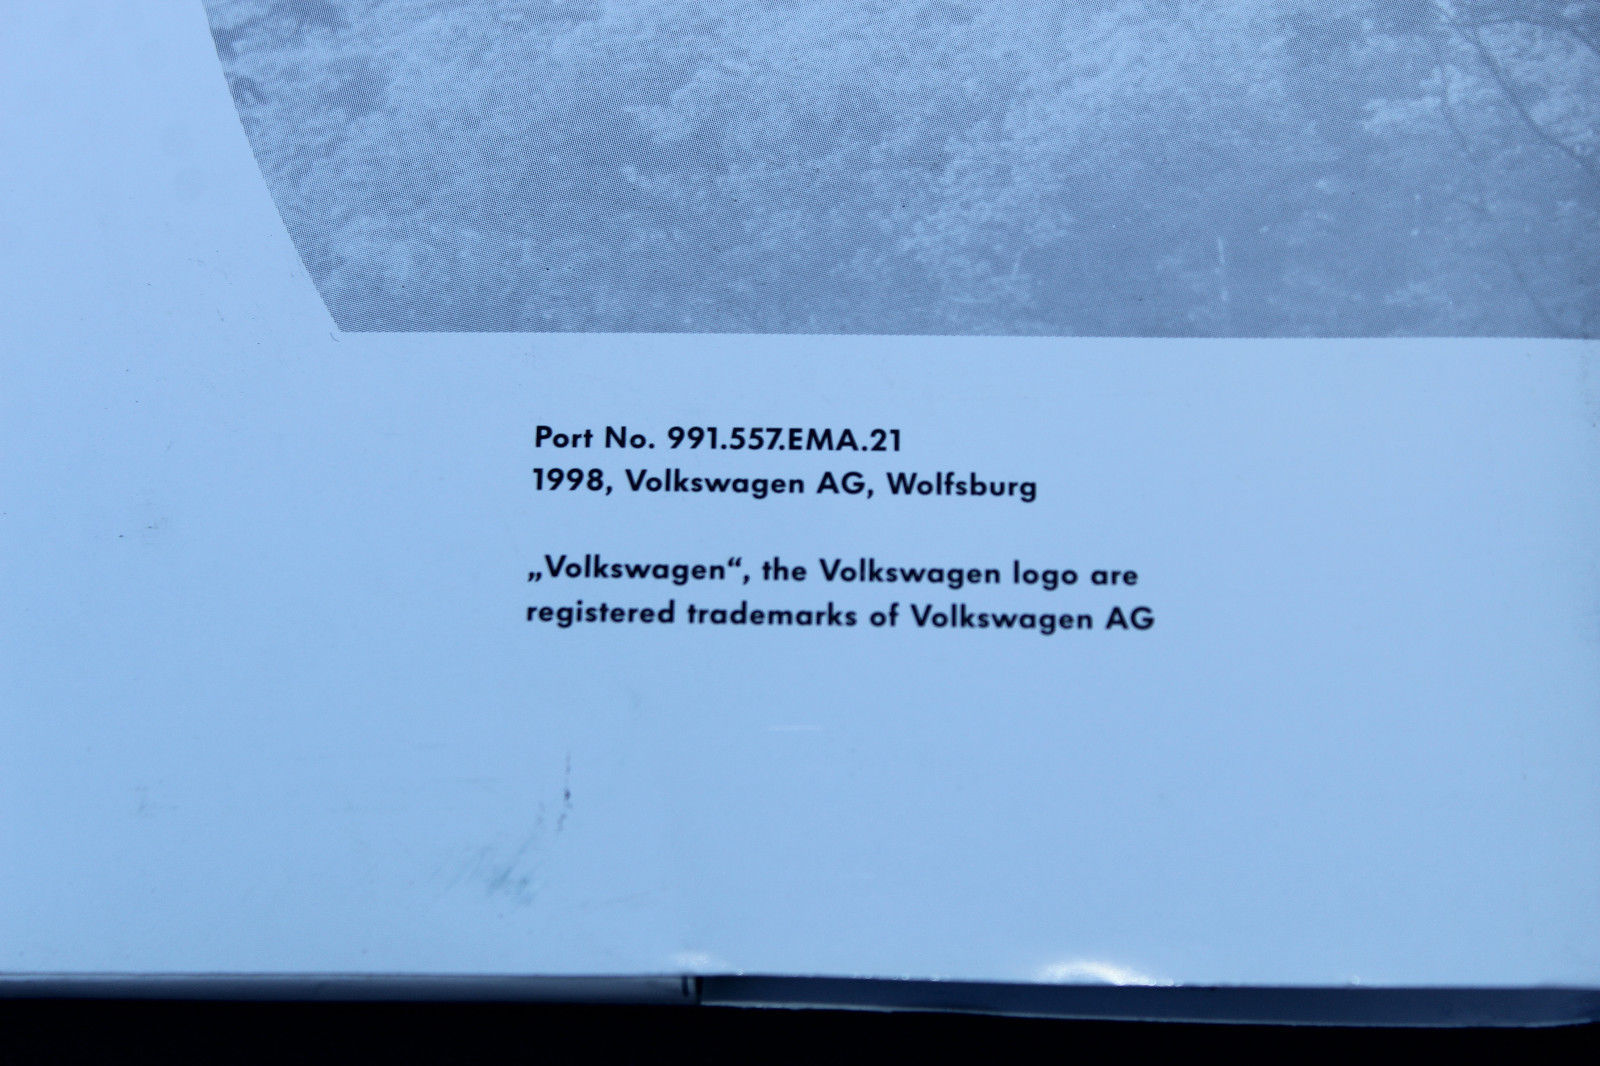 Port No. 991.557.EMA.21
1998, Volkswagen AG, Wolfsburg
„Volkswagen“, the Volkswagen logo are
registered trademarks of Volkswagen AG